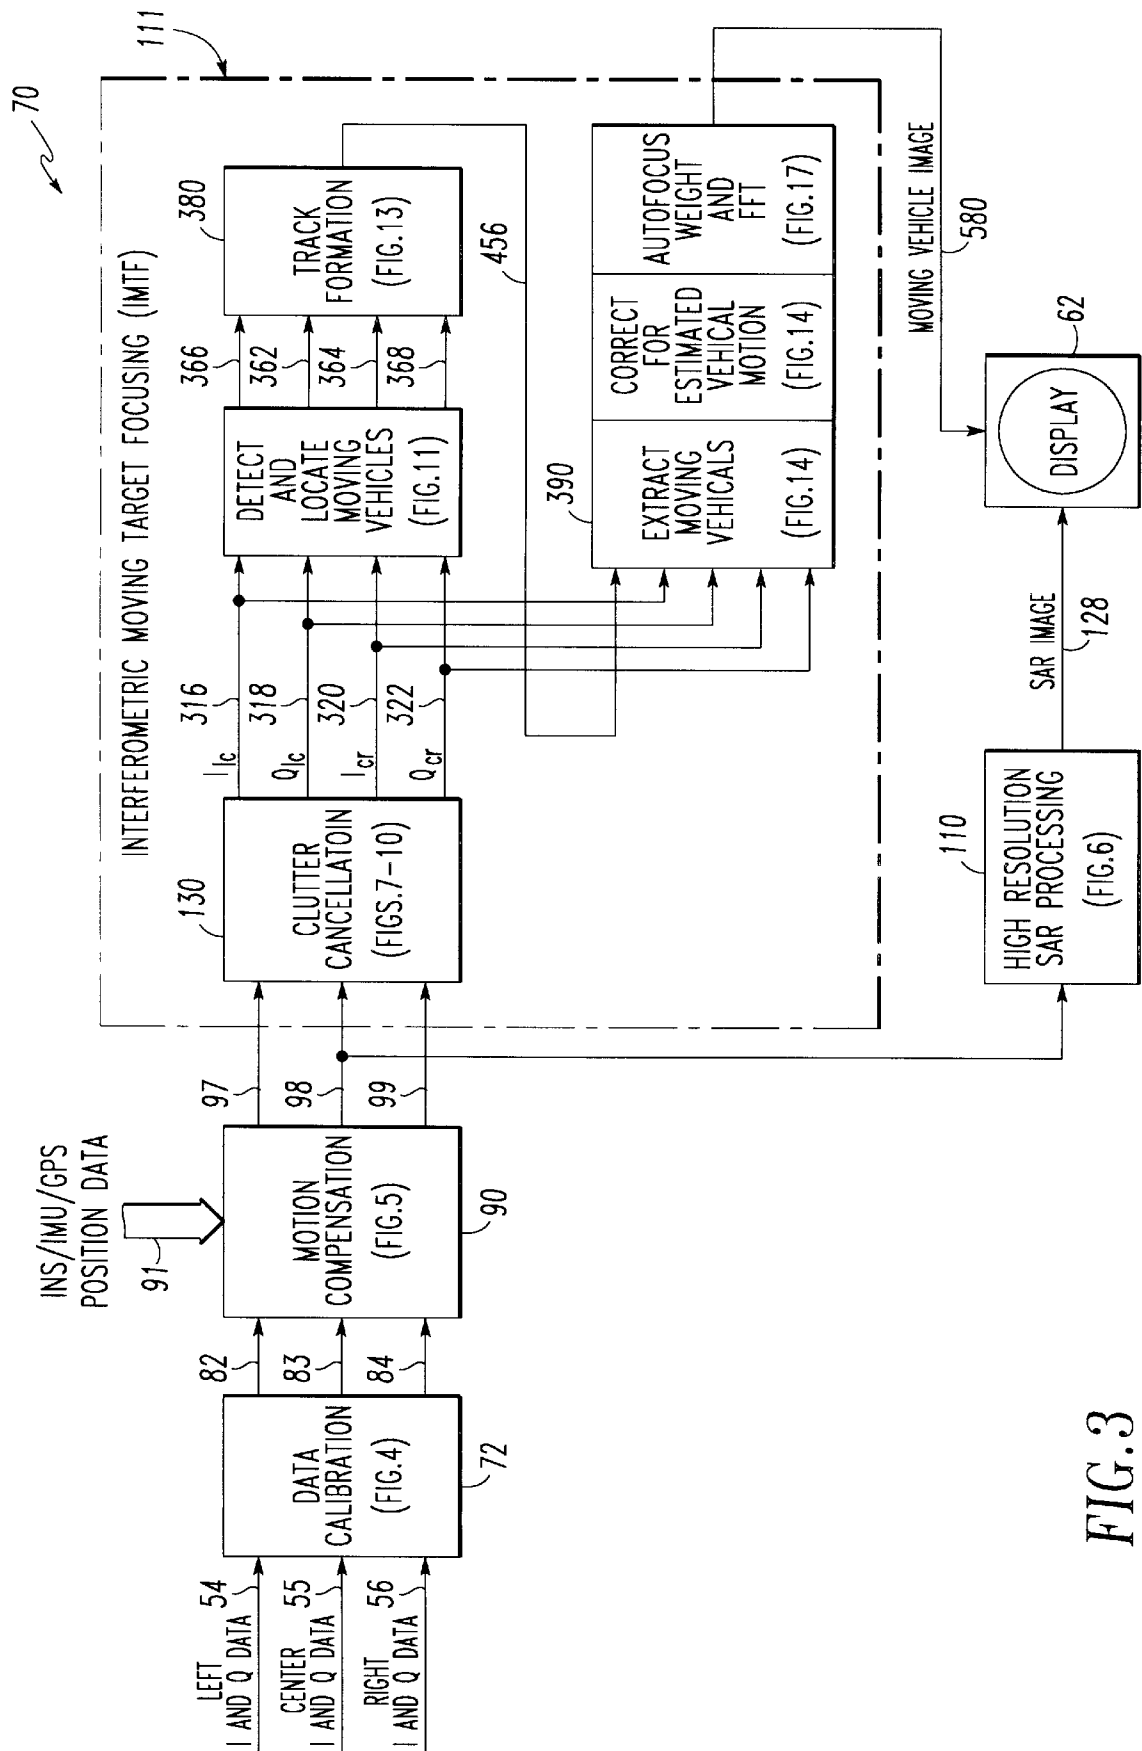 70
INTERFEROMETRIC MOVING TARGET FOCUSING (IMTF)
111
INS/IMU/GPS
POSITION DATA
91
LEFT
I AND Q DATA
54
CENTER
I AND Q DATA
55
RIGHT
I AND Q DATA
56
DATA
CALIBRATION
(FIG.4)
72
82
83
84
MOTION
COMPENSATION
(FIG.5)
90
97
98
99
130
CLUTTER
CANCELLATOIN
(FIGS.7-10)
Ilc
316
Qlc
318
Icr
320
Qcr
322
DETECT AND
LOCATE
MOVING
VEHICLES
(FIG.11)
366
362
364
368
380
TRACK
FORMATION
(FIG.13)
456
390
EXTRACT
MOVING
VEHICALS
(FIG.14)
CORRECT
FOR
ESTIMATED
VEHICAL
MOTION
(FIG.14)
AUTOFOCUS
WEIGHT
AND
FFT
(FIG.17)
MOVING VEHICLE IMAGE
580
110
HIGH RESOLUTION
SAR PROCESSING
(FIG.6)
SAR IMAGE
128
DISPLAY
62
FIG.3